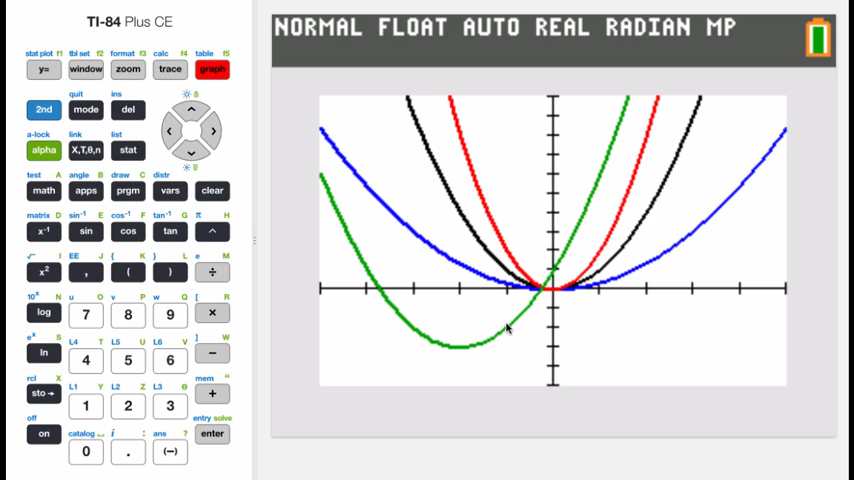 TI-84 Plus CE
NORMAL FLOAT AUTO REAL RADIAN MP
stat plot f1 tbl set f2 format f3 calc f4 table f5
y= window zoom trace graph
quit ins
2nd mode del
a-lock link list
alpha X,T,θ,n stat
test A angle B draw C distr
math apps prgm vars clear
matrix D sin⁻¹ E cos⁻¹ F tan⁻¹ G π H
x⁻¹ sin cos tan ^
√ I EE J { K } L e M
x² , ( ) ÷
10ˣ N u O v P w Q [ R
log 7 8 9 ×
eˣ S L4 T L5 U L6 V ] W
ln 4 5 6 −
rcl X L1 Y L2 Z L3 θ mem "
sto→ 1 2 3 +
off catalog i : ans ? entry solve
on 0 . (−) enter